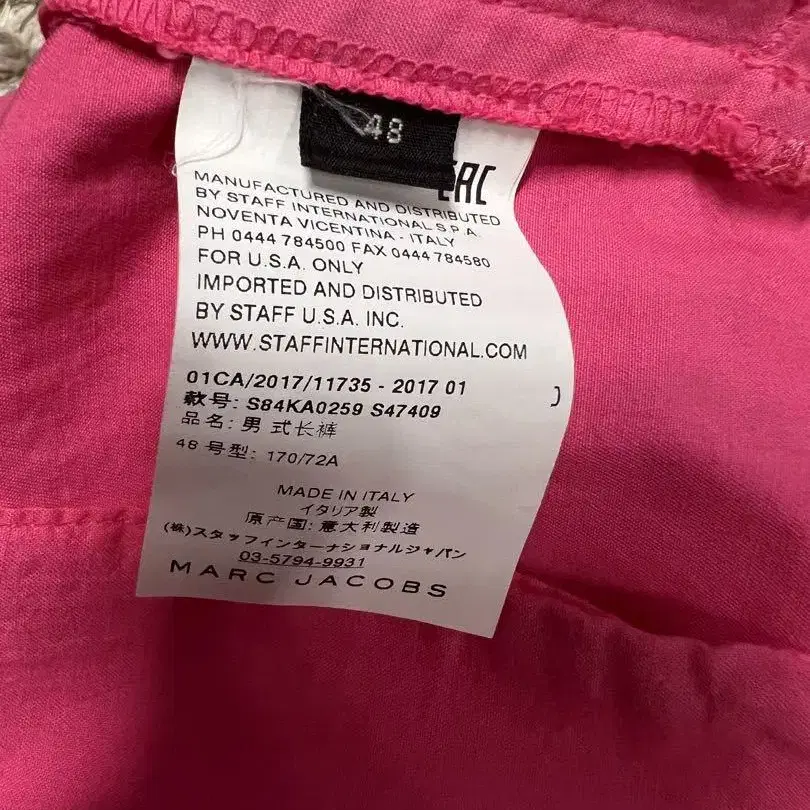 48
EAC
MANUFACTURED AND DISTRIBUTED
BY STAFF INTERNATIONAL S.P.A.
NOVENTA VICENTINA - ITALY
PH 0444 784500 FAX 0444 784580
FOR U.S.A. ONLY
IMPORTED AND DISTRIBUTED
BY STAFF U.S.A. INC.
WWW.STAFFINTERNATIONAL.COM
01CA/2017/11735 - 2017 01
款号: S84KA0259 S47409
品名: 男 式长裤
48 号型: 170/72A
MADE IN ITALY
イタリア製
原产国: 意大利製造
(株)スタッフインターナショナルジャパン
03-5794-9931
MARC JACOBS